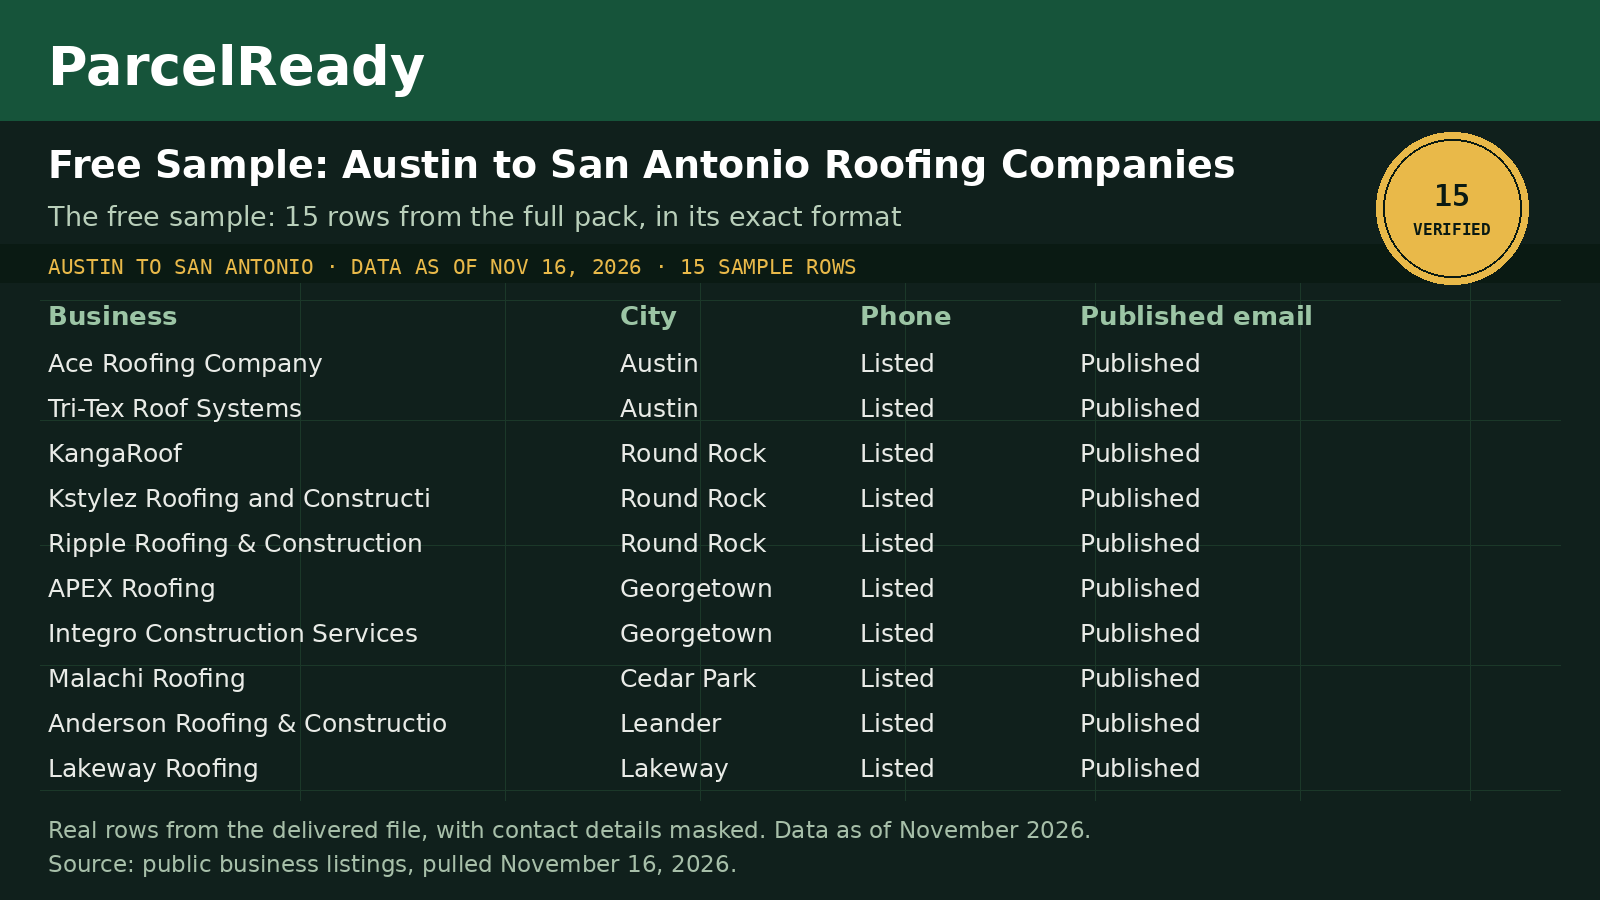 ParcelReady
Free Sample: Austin to San Antonio Roofing Companies
The free sample: 15 rows from the full pack, in its exact format
15
VERIFIED
AUSTIN TO SAN ANTONIO · DATA AS OF NOV 16, 2026 · 15 SAMPLE ROWS
Business City Phone Published email
Ace Roofing Company Austin Listed Published
Tri-Tex Roof Systems Austin Listed Published
KangaRoof Round Rock Listed Published
Kstylez Roofing and Constructi Round Rock Listed Published
Ripple Roofing & Construction Round Rock Listed Published
APEX Roofing Georgetown Listed Published
Integro Construction Services Georgetown Listed Published
Malachi Roofing Cedar Park Listed Published
Anderson Roofing & Constructio Leander Listed Published
Lakeway Roofing Lakeway Listed Published
Real rows from the delivered file, with contact details masked. Data as of November 2026.
Source: public business listings, pulled November 16, 2026.